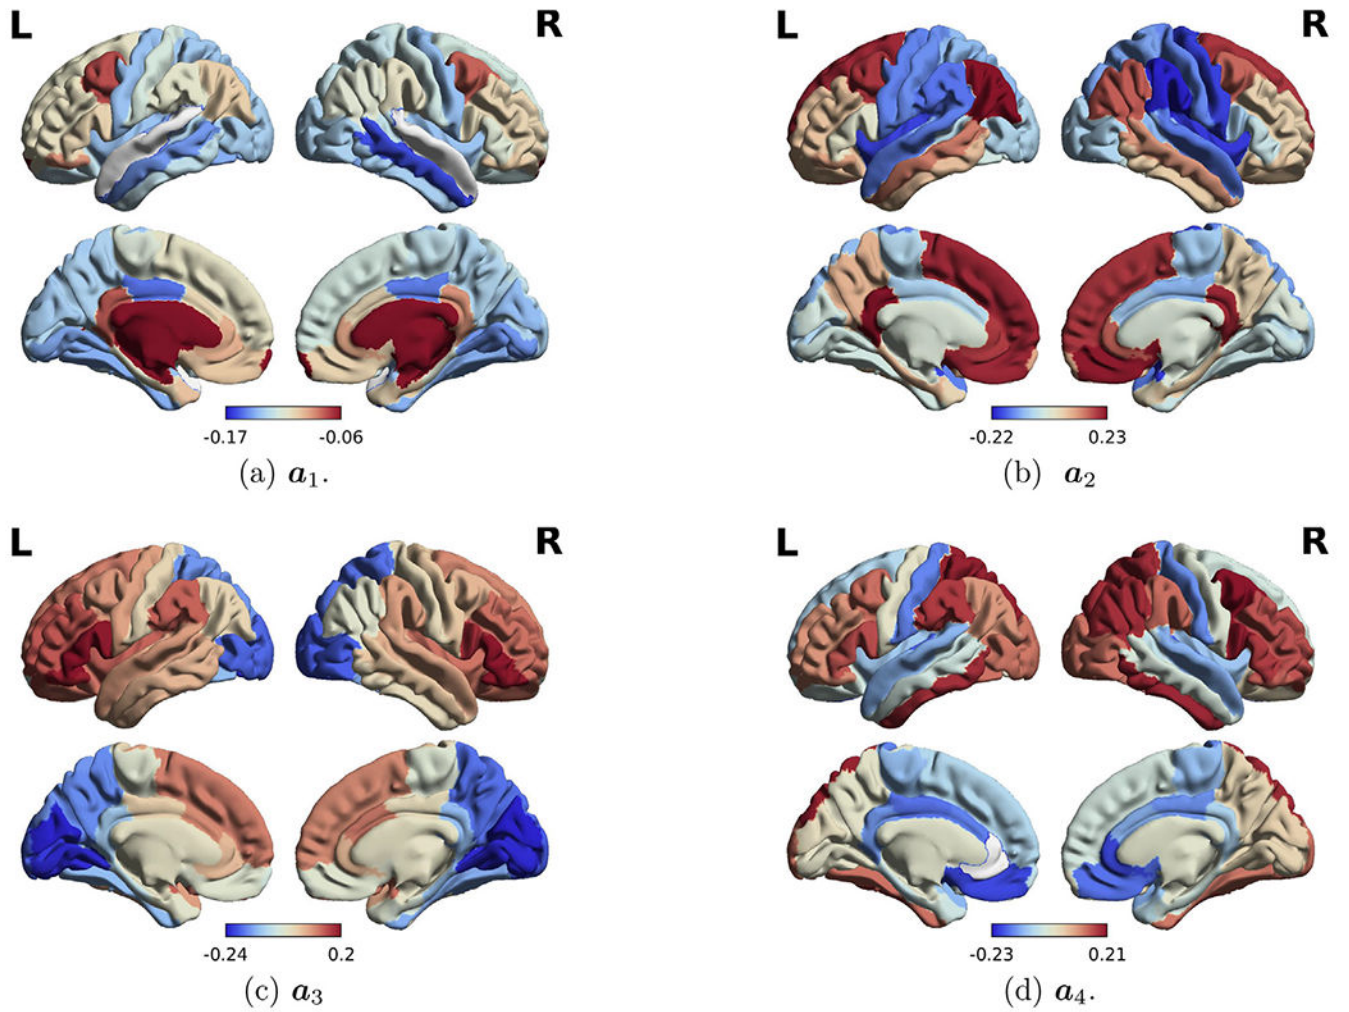 L R L R
-0.17 -0.06 -0.22 0.23
(a) a1. (b) a2
L R L R
-0.24 0.2 -0.23 0.21
(c) a3 (d) a4.